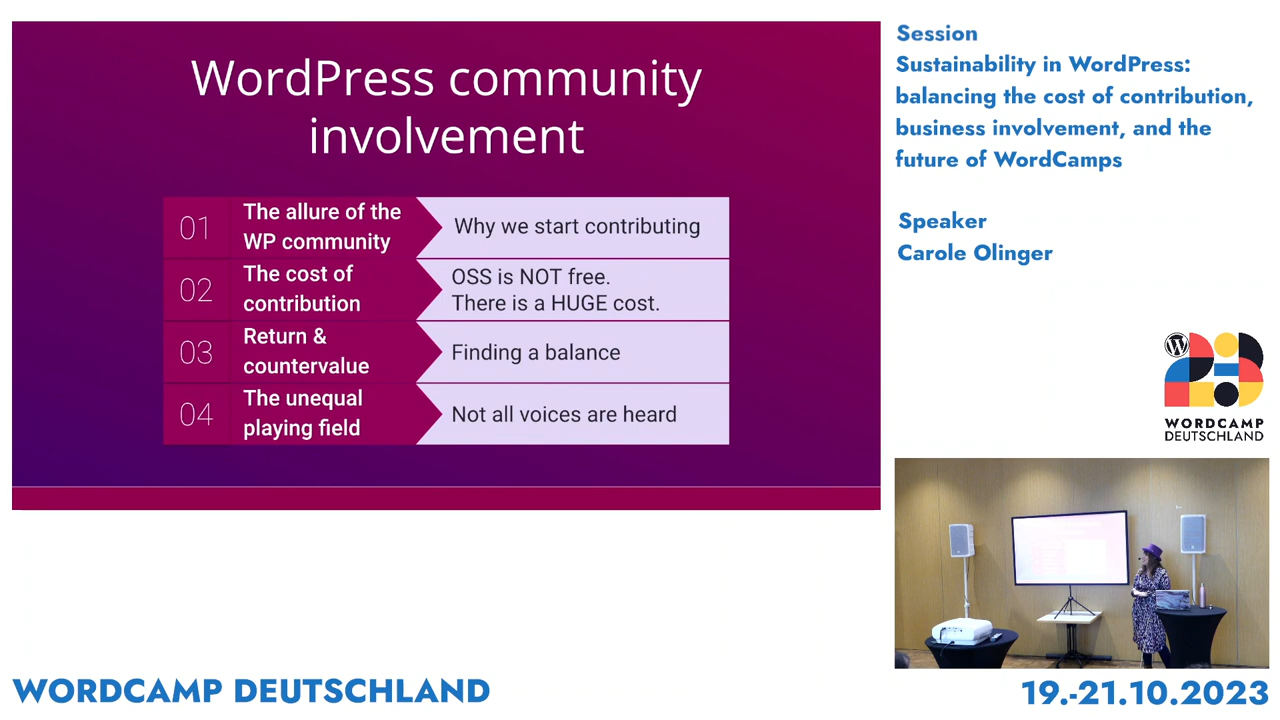 WordPress community
involvement
01
The allure of the
WP community
Why we start contributing
02
The cost of
contribution
OSS is NOT free.
There is a HUGE cost.
03
Return &
countervalue
Finding a balance
04
The unequal
playing field
Not all voices are heard
Session
Sustainability in WordPress:
balancing the cost of contribution,
business involvement, and the
future of WordCamps
Speaker
Carole Olinger
WORDCAMP
DEUTSCHLAND
WORDCAMP DEUTSCHLAND
19.-21.10.2023